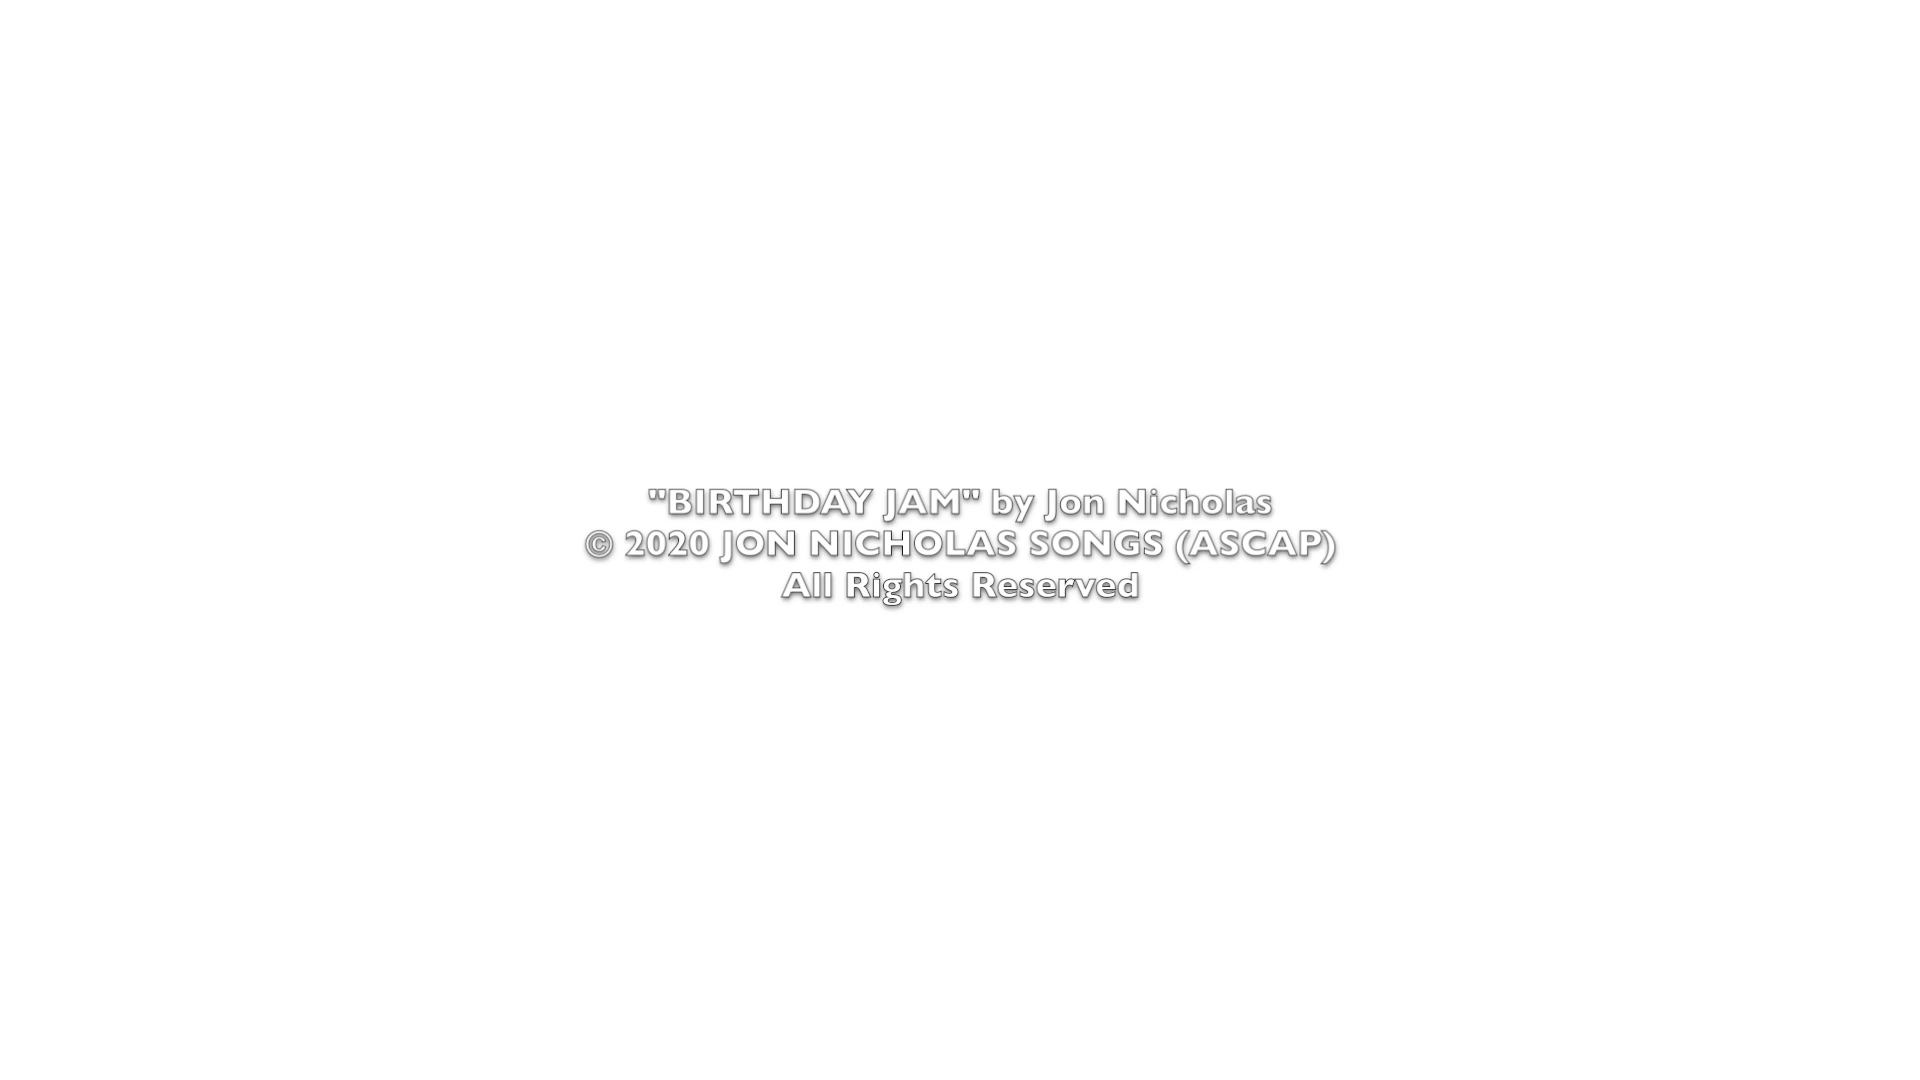 "BIRTHDAY JAM" by Jon Nicholas
© 2020 JON NICHOLAS SONGS (ASCAP)
All Rights Reserved